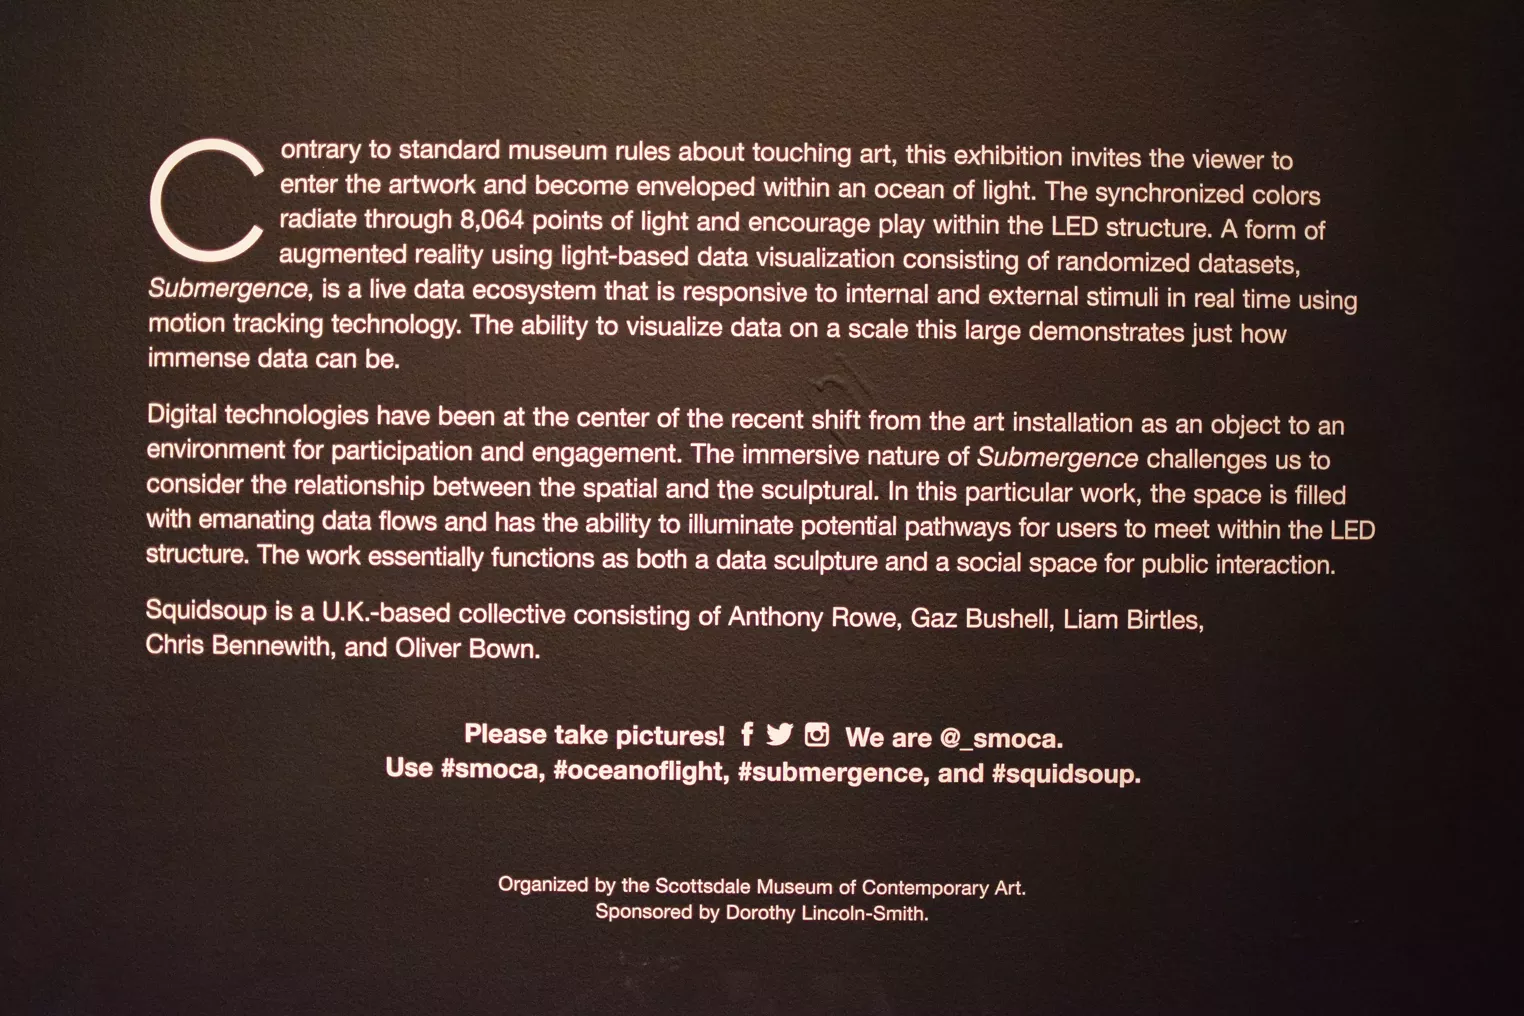 Contrary to standard museum rules about touching art, this exhibition invites the viewer to
enter the artwork and become enveloped within an ocean of light. The synchronized colors
radiate through 8,064 points of light and encourage play within the LED structure. A form of
augmented reality using light-based data visualization consisting of randomized datasets,
Submergence, is a live data ecosystem that is responsive to internal and external stimuli in real time using
motion tracking technology. The ability to visualize data on a scale this large demonstrates just how
immense data can be.
Digital technologies have been at the center of the recent shift from the art installation as an object to an
environment for participation and engagement. The immersive nature of Submergence challenges us to
consider the relationship between the spatial and the sculptural. In this particular work, the space is filled
with emanating data flows and has the ability to illuminate potential pathways for users to meet within the LED
structure. The work essentially functions as both a data sculpture and a social space for public interaction.
Squidsoup is a U.K.-based collective consisting of Anthony Rowe, Gaz Bushell, Liam Birtles,
Chris Bennewith, and Oliver Bown.
Please take pictures! We are @_smoca.
Use #smoca, #oceanoflight, #submergence, and #squidsoup.
Organized by the Scottsdale Museum of Contemporary Art.
Sponsored by Dorothy Lincoln-Smith.